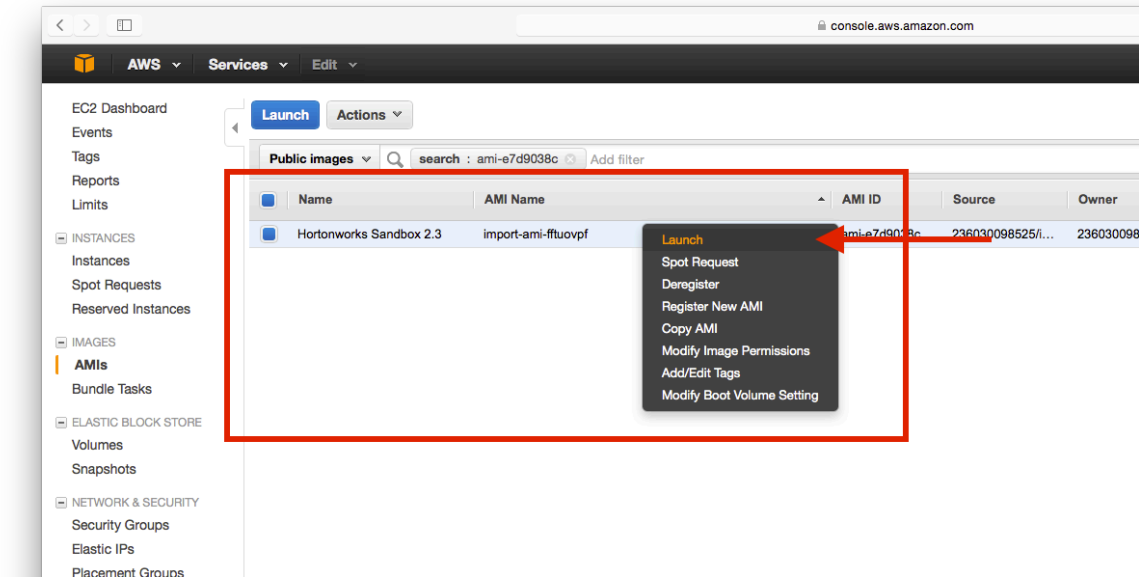 console.aws.amazon.com
AWS Services Edit
EC2 Dashboard
Events
Tags
Reports
Limits
INSTANCES
Instances
Spot Requests
Reserved Instances
IMAGES
AMIs
Bundle Tasks
ELASTIC BLOCK STORE
Volumes
Snapshots
NETWORK & SECURITY
Security Groups
Elastic IPs
Placement Groups
Launch Actions
Public images search : ami-e7d9038c Add filter
Name AMI Name AMI ID Source Owner
Hortonworks Sandbox 2.3 import-ami-fftuovpf ami-e7d9038c 236030098525/i... 236030098
Launch
Spot Request
Deregister
Register New AMI
Copy AMI
Modify Image Permissions
Add/Edit Tags
Modify Boot Volume Setting